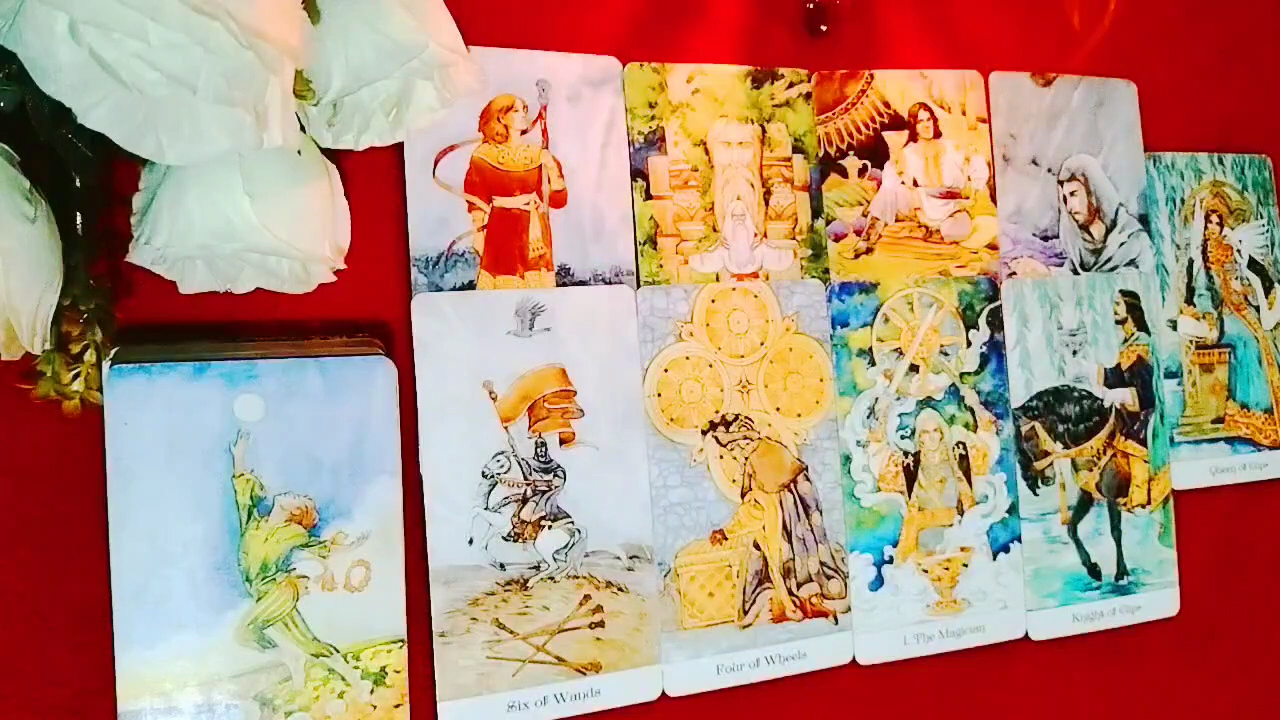 Six of Wands
Four of Wheels
I. The Magician
Knight of Cups
Queen of Cups